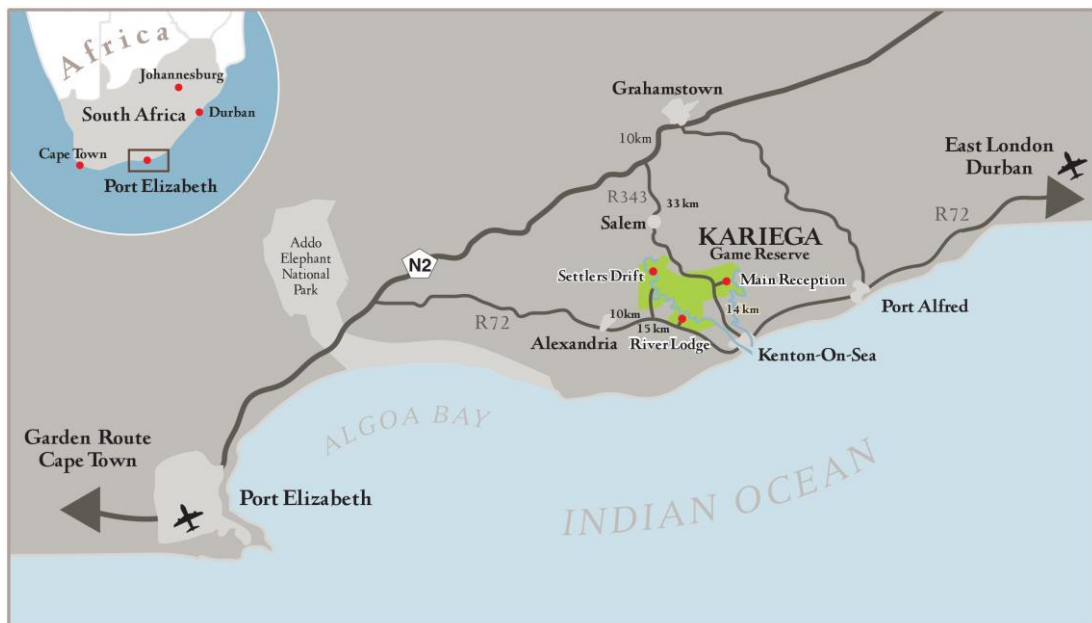 Africa
Johannesburg
South Africa
Durban
Cape Town
Port Elizabeth
Grahamstown
10km
East London
Durban
R343
33 km
Salem
R72
KARIEGA
Game Reserve
Addo
Elephant
National
Park
N2
Settlers Drift
Main Reception
14 km
Port Alfred
R72
10km
15 km
Alexandria
River Lodge
Kenton-On-Sea
ALGOA BAY
Garden Route
Cape Town
Port Elizabeth
INDIAN OCEAN